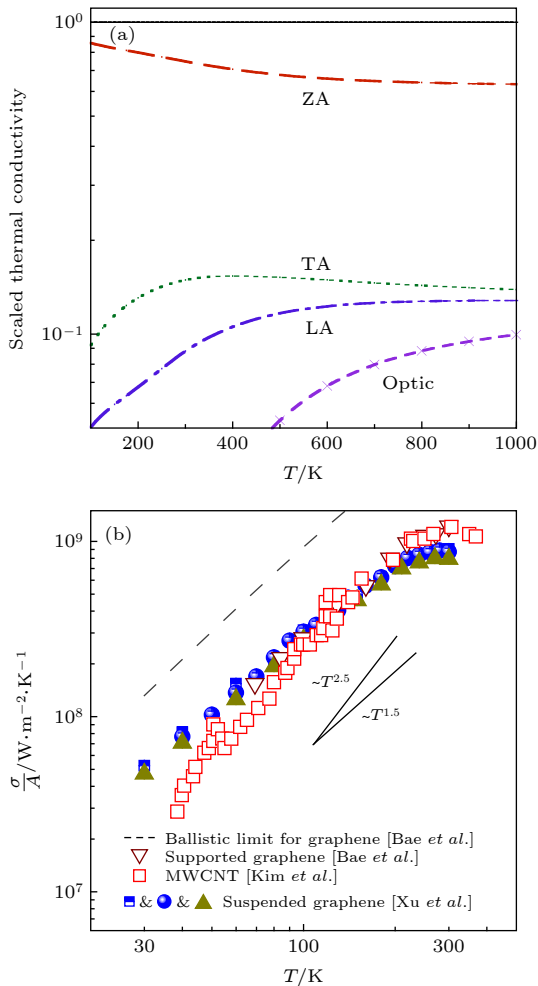 10^0
(a)
ZA
Scaled thermal conductivity
TA
LA
10^-1
Optic
200 400 600 800 1000
T/K
(b)
10^9
~T^2.5
~T^1.5
σ/A/W·m^-2·K^-1
10^8
Ballistic limit for graphene [Bae et al.]
Supported graphene [Bae et al.]
MWCNT [Kim et al.]
& & Suspended graphene [Xu et al.]
10^7
30 100 300
T/K